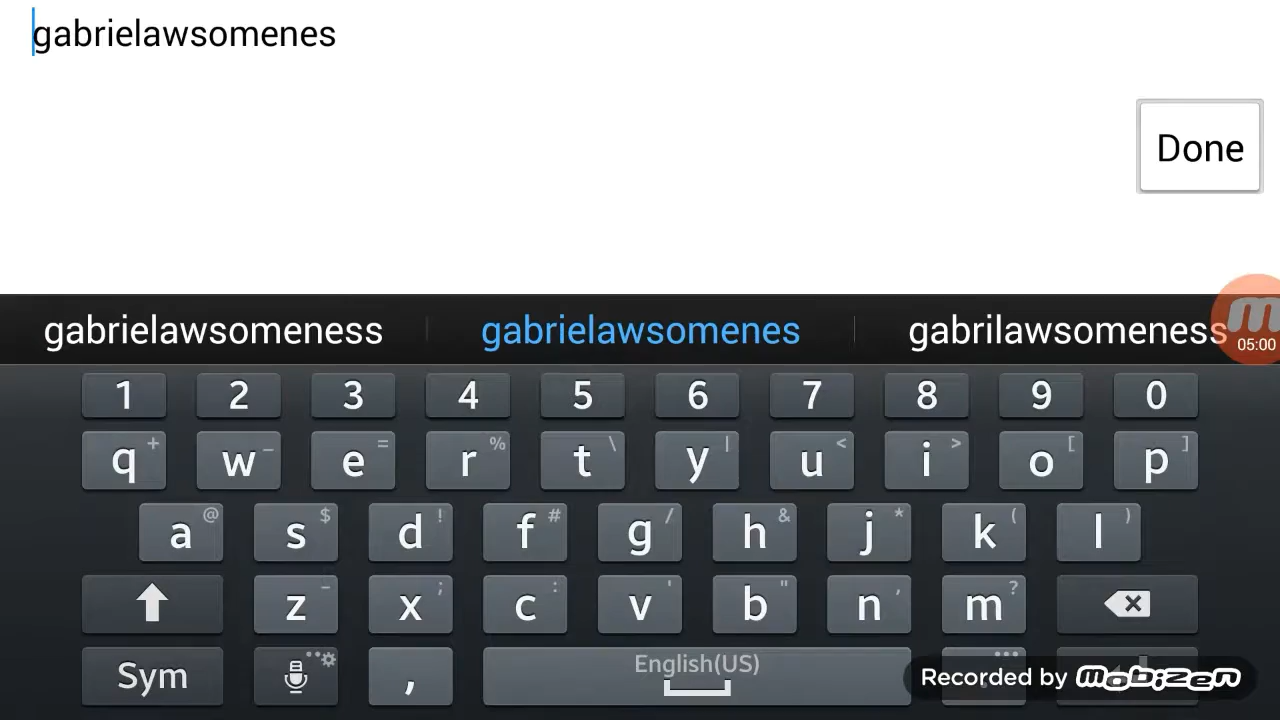 gabrielawsomenes
Done
gabrielawsomeness gabrielawsomenes gabrilawsomeness
05:00
1 2 3 4 5 6 7 8 9 0
q + w _ e = r % t \ y | u < i > o [ p ]
a @ s $ d ! f # g / h & j * k ( l )
z - x ; c : v ' b " n , m ?
Sym , English(US)
Recorded by mobizen